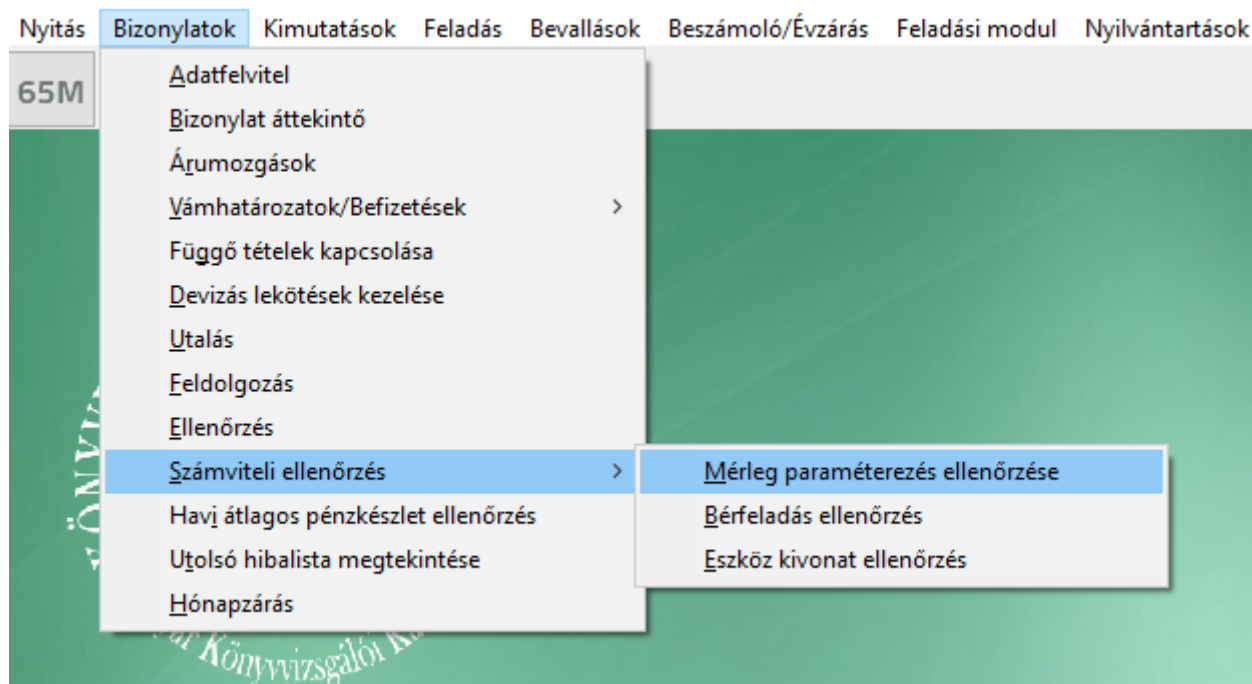 Nyitás Bizonylatok Kimutatások Feladás Bevallások Beszámoló/Évzárás Feladási modul Nyilvántartások
65M
Adatfelvitel
Bizonylat áttekintő
Árumozgások
Vámhatározatok/Befizetések >
Függő tételek kapcsolása
Devizás lekötések kezelése
Utalás
Feldolgozás
Ellenőrzés
Számviteli ellenőrzés >
Mérleg paraméterezés ellenőrzése
Bérfeladás ellenőrzés
Eszköz kivonat ellenőrzés
Havi átlagos pénzkészlet ellenőrzés
Utolsó hibalista megtekintése
Hónapzárás
Könyvvizsgálói